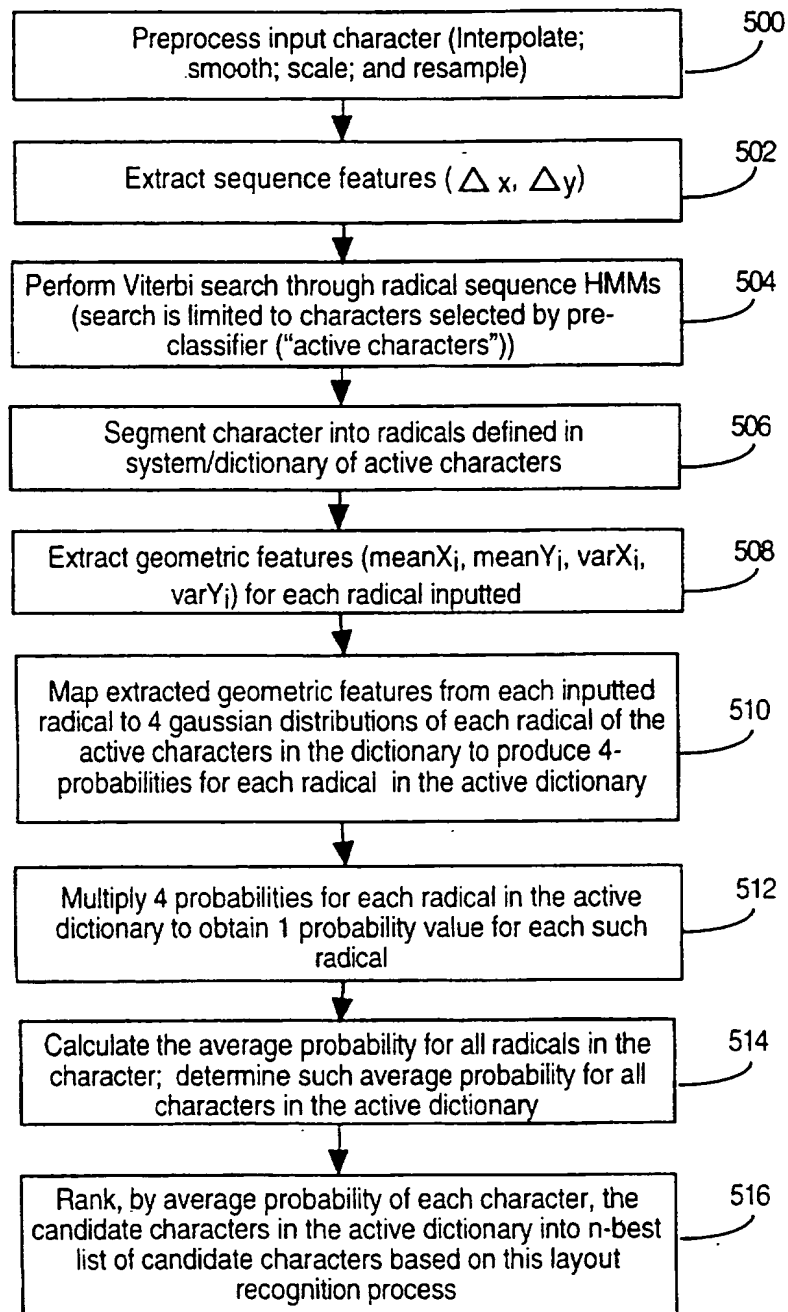 Preprocess input character (Interpolate;
smooth; scale; and resample)
500
Extract sequence features (△ x, △ y)
502
Perform Viterbi search through radical sequence HMMs
(search is limited to characters selected by pre-
classifier ("active characters"))
504
Segment character into radicals defined in
system/dictionary of active characters
506
Extract geometric features (meanXi, meanYi, varXi,
varYi) for each radical inputted
508
Map extracted geometric features from each inputted
radical to 4 gaussian distributions of each radical of the
active characters in the dictionary to produce 4-
probabilities for each radical in the active dictionary
510
Multiply 4 probabilities for each radical in the active
dictionary to obtain 1 probability value for each such
radical
512
Calculate the average probability for all radicals in the
character; determine such average probability for all
characters in the active dictionary
514
Rank, by average probability of each character, the
candidate characters in the active dictionary into n-best
list of candidate characters based on this layout
recognition process
516